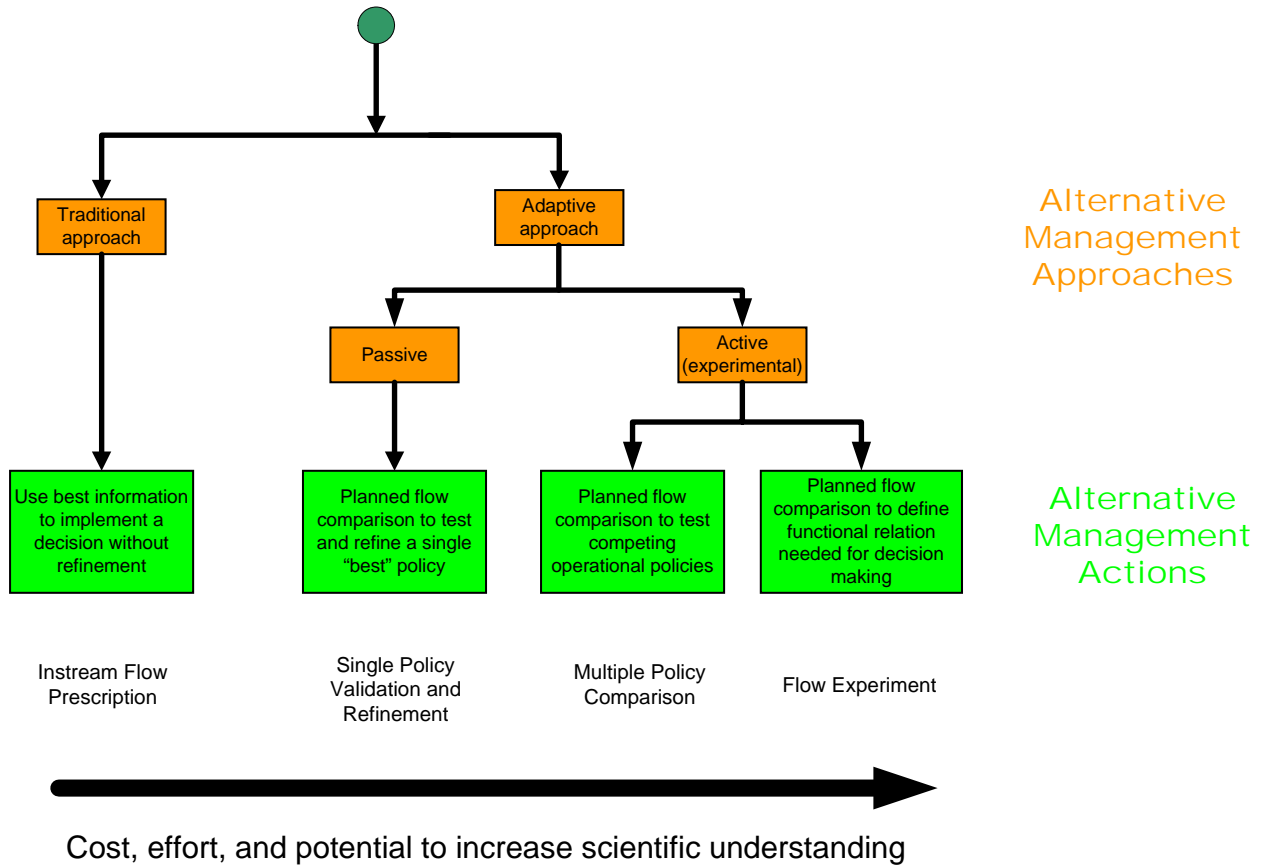 Traditional
approach
Adaptive
approach
Alternative
Management
Approaches
Passive
Active
(experimental)
Use best information
to implement a
decision without
refinement
Planned flow
comparison to test
and refine a single
“best” policy
Planned flow
comparison to test
competing
operational policies
Planned flow
comparison to define
functional relation
needed for decision
making
Alternative
Management
Actions
Instream Flow
Prescription
Single Policy
Validation and
Refinement
Multiple Policy
Comparison
Flow Experiment
Cost, effort, and potential to increase scientific understanding